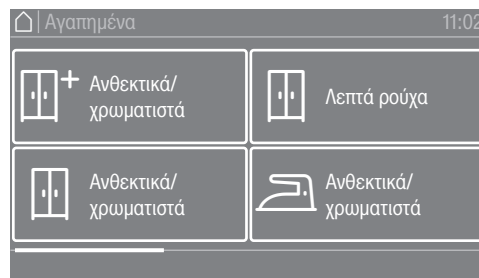 Αγαπημένα 11:02
Ανθεκτικά/
χρωματιστά
Λεπτά ρούχα
Ανθεκτικά/
χρωματιστά
Ανθεκτικά/
χρωματιστά